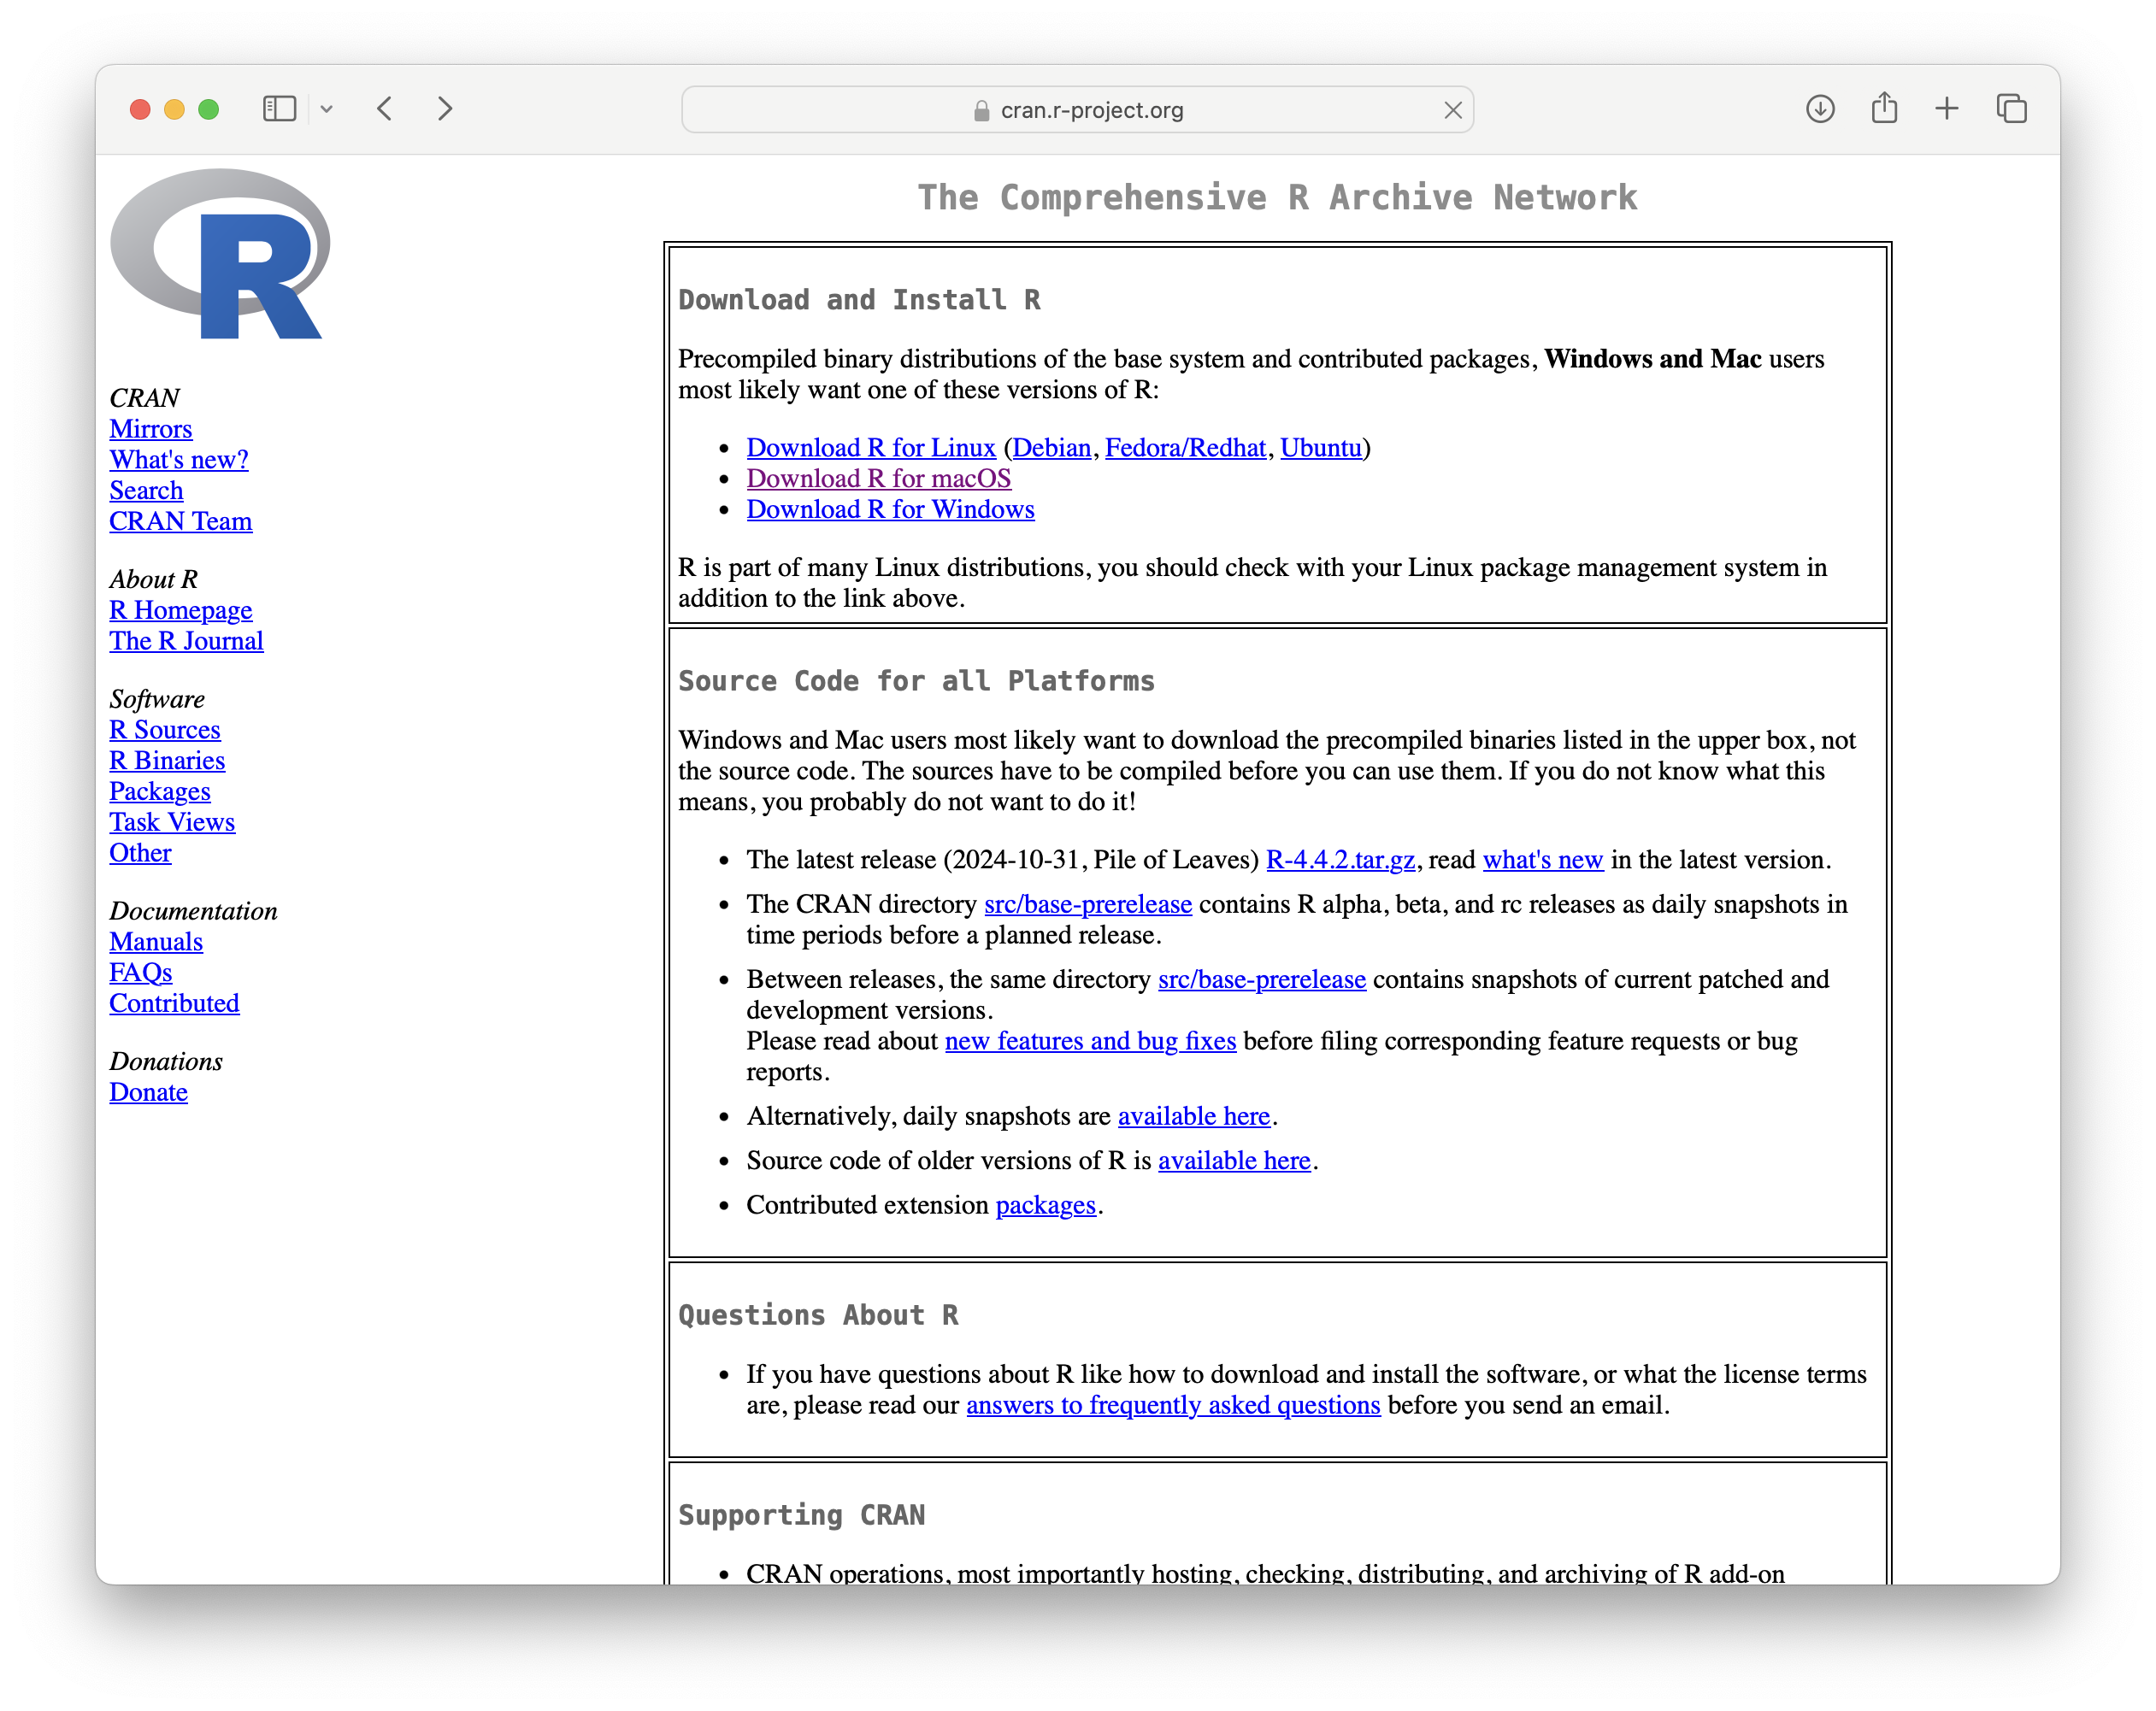 cran.r-project.org
R
CRAN
Mirrors
What's new?
Search
CRAN Team
About R
R Homepage
The R Journal
Software
R Sources
R Binaries
Packages
Task Views
Other
Documentation
Manuals
FAQs
Contributed
Donations
Donate
The Comprehensive R Archive Network
Download and Install R
Precompiled binary distributions of the base system and contributed packages, Windows and Mac users
most likely want one of these versions of R:
• Download R for Linux (Debian, Fedora/Redhat, Ubuntu)
• Download R for macOS
• Download R for Windows
R is part of many Linux distributions, you should check with your Linux package management system in
addition to the link above.
Source Code for all Platforms
Windows and Mac users most likely want to download the precompiled binaries listed in the upper box, not
the source code. The sources have to be compiled before you can use them. If you do not know what this
means, you probably do not want to do it!
• The latest release (2024-10-31, Pile of Leaves) R-4.4.2.tar.gz, read what's new in the latest version.
• The CRAN directory src/base-prerelease contains R alpha, beta, and rc releases as daily snapshots in
time periods before a planned release.
• Between releases, the same directory src/base-prerelease contains snapshots of current patched and
development versions.
Please read about new features and bug fixes before filing corresponding feature requests or bug
reports.
• Alternatively, daily snapshots are available here.
• Source code of older versions of R is available here.
• Contributed extension packages.
Questions About R
• If you have questions about R like how to download and install the software, or what the license terms
are, please read our answers to frequently asked questions before you send an email.
Supporting CRAN
• CRAN operations, most importantly hosting, checking, distributing, and archiving of R add-on